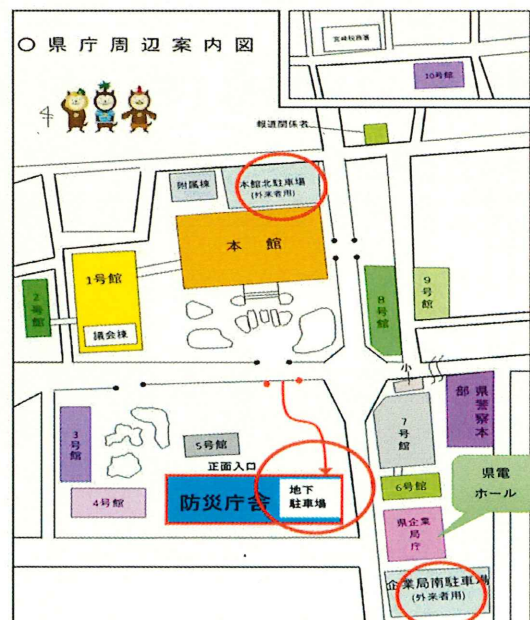 ○県庁周辺案内図
宮崎税務署
10号館
報道関係者
附属棟
本館北駐車場
(外来者用)
本館
1号館
議会棟
2号館
8号館
9号館
小
3号館
5号館
7号館
県警察本部
正面入口
4号館
防災庁舎
地下
駐車場
6号館
県電
ホール
県企業局庁
企業局南駐車場
(外来者用)